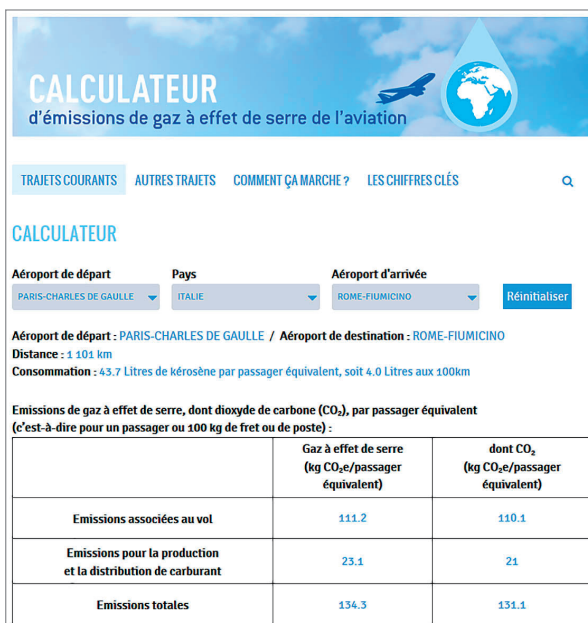 CALCULATEUR
d'émissions de gaz à effet de serre de l'aviation
TRAJETS COURANTS AUTRES TRAJETS COMMENT ÇA MARCHE ? LES CHIFFRES CLÉS
CALCULATEUR
Aéroport de départ Pays Aéroport d'arrivée
PARIS-CHARLES DE GAULLE ITALIE ROME-FIUMICINO Réinitialiser
Aéroport de départ : PARIS-CHARLES DE GAULLE / Aéroport de destination : ROME-FIUMICINO
Distance : 1 101 km
Consommation : 43.7 Litres de kérosène par passager équivalent, soit 4.0 Litres aux 100km
Emissions de gaz à effet de serre, dont dioxyde de carbone (CO₂), par passager équivalent
(c'est-à-dire pour un passager ou 100 kg de fret ou de poste) :
Gaz à effet de serre
(kg CO₂e/passager
équivalent)
dont CO₂
(kg CO₂e/passager
équivalent)
Emissions associées au vol 111.2 110.1
Emissions pour la production
et la distribution de carburant
23.1 21
Emissions totales 134.3 131.1